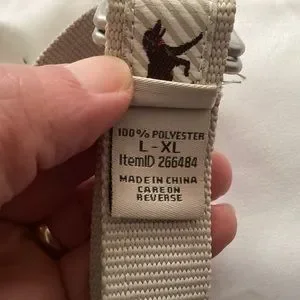 100% POLYESTER
L-XL
ItemID 266484
MADE IN CHINA
CARE ON
REVERSE